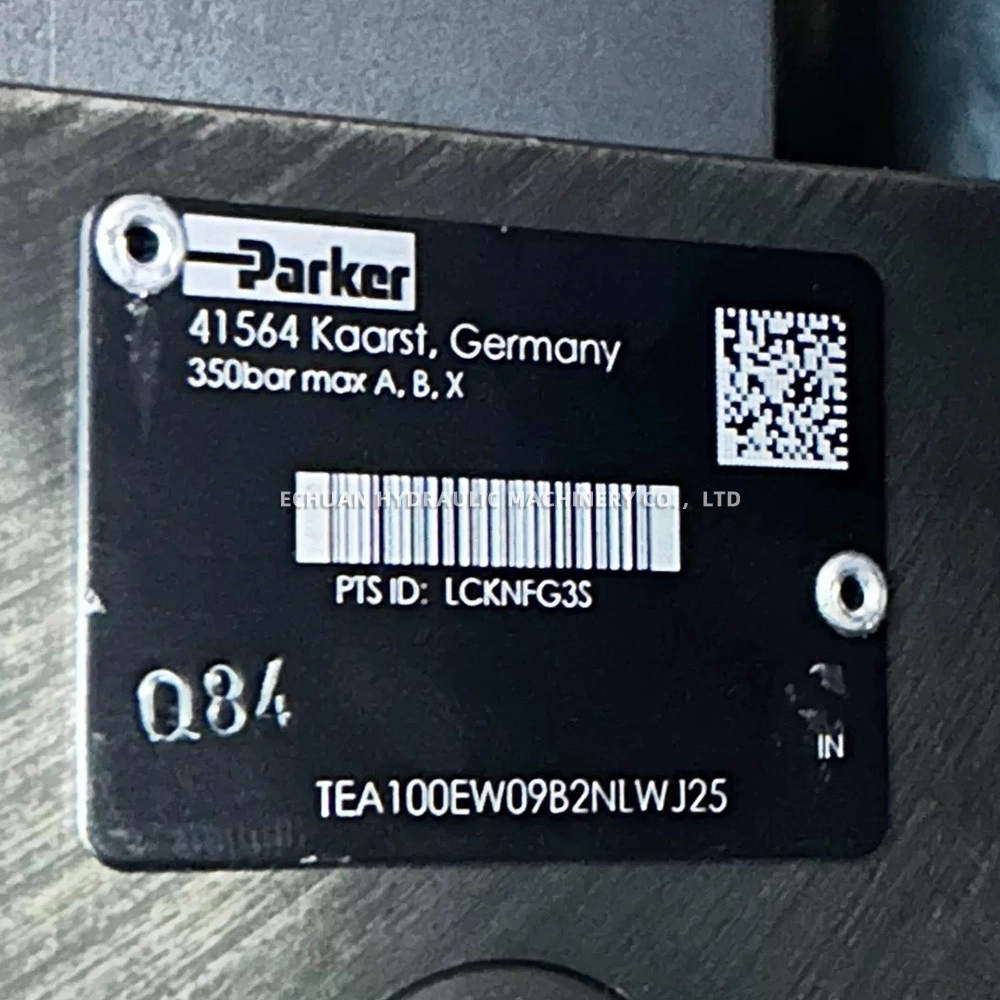 Parker
41564 Kaarst, Germany
350bar max A, B, X
ECHUAN HYDRAULIC MACHINERY CO., LTD
PTS ID: LCKNFG3S
Q84
IN
TEA100EW09B2NLWJ25